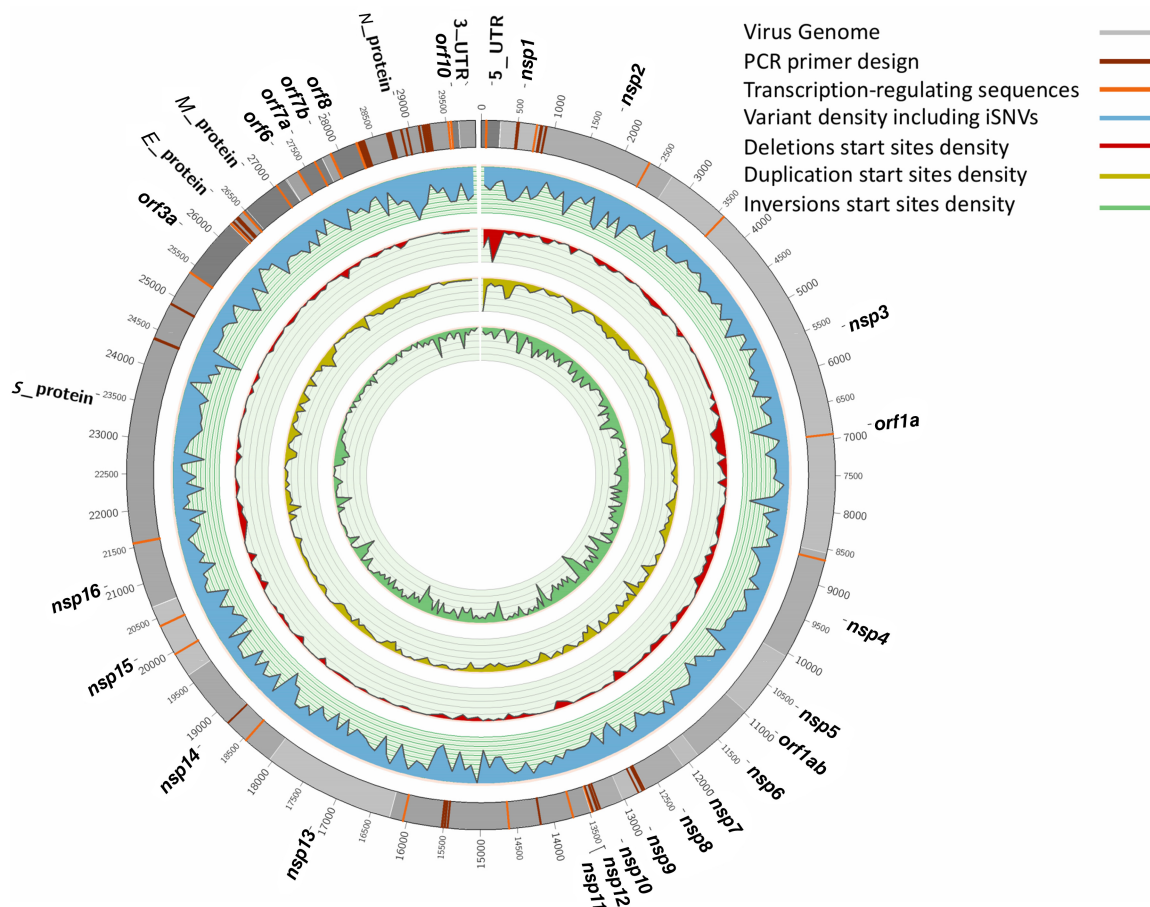 Virus Genome
PCR primer design
Transcription-regulating sequences
Variant density including iSNVs
Deletions start sites density
Duplication start sites density
Inversions start sites density
5_UTR
nsp1
nsp2
nsp3
orf1a
nsp4
nsp5
orf1ab
nsp6
nsp7
nsp8
nsp9
nsp10
nsp12
nsp11
nsp13
nsp14
nsp15
nsp16
S_protein
orf3a
E_protein
M_protein
orf6
orf7a
orf7b
orf8
N_protein
orf10
3_UTR
0
500
1000
2000
2500
3000
3500
4000
4500
5000
5500
6000
6500
7000
7500
8000
8500
9000
9500
10000
10500
11000
11500
12000
12500
13000
13500
14000
14500
15000
15500
16000
16500
17000
17500
18000
18500
19000
19500
20000
20500
21000
21500
22000
22500
23000
23500
24000
24500
25000
25500
26000
26500
27000
27500
28000
28500
29000
29500